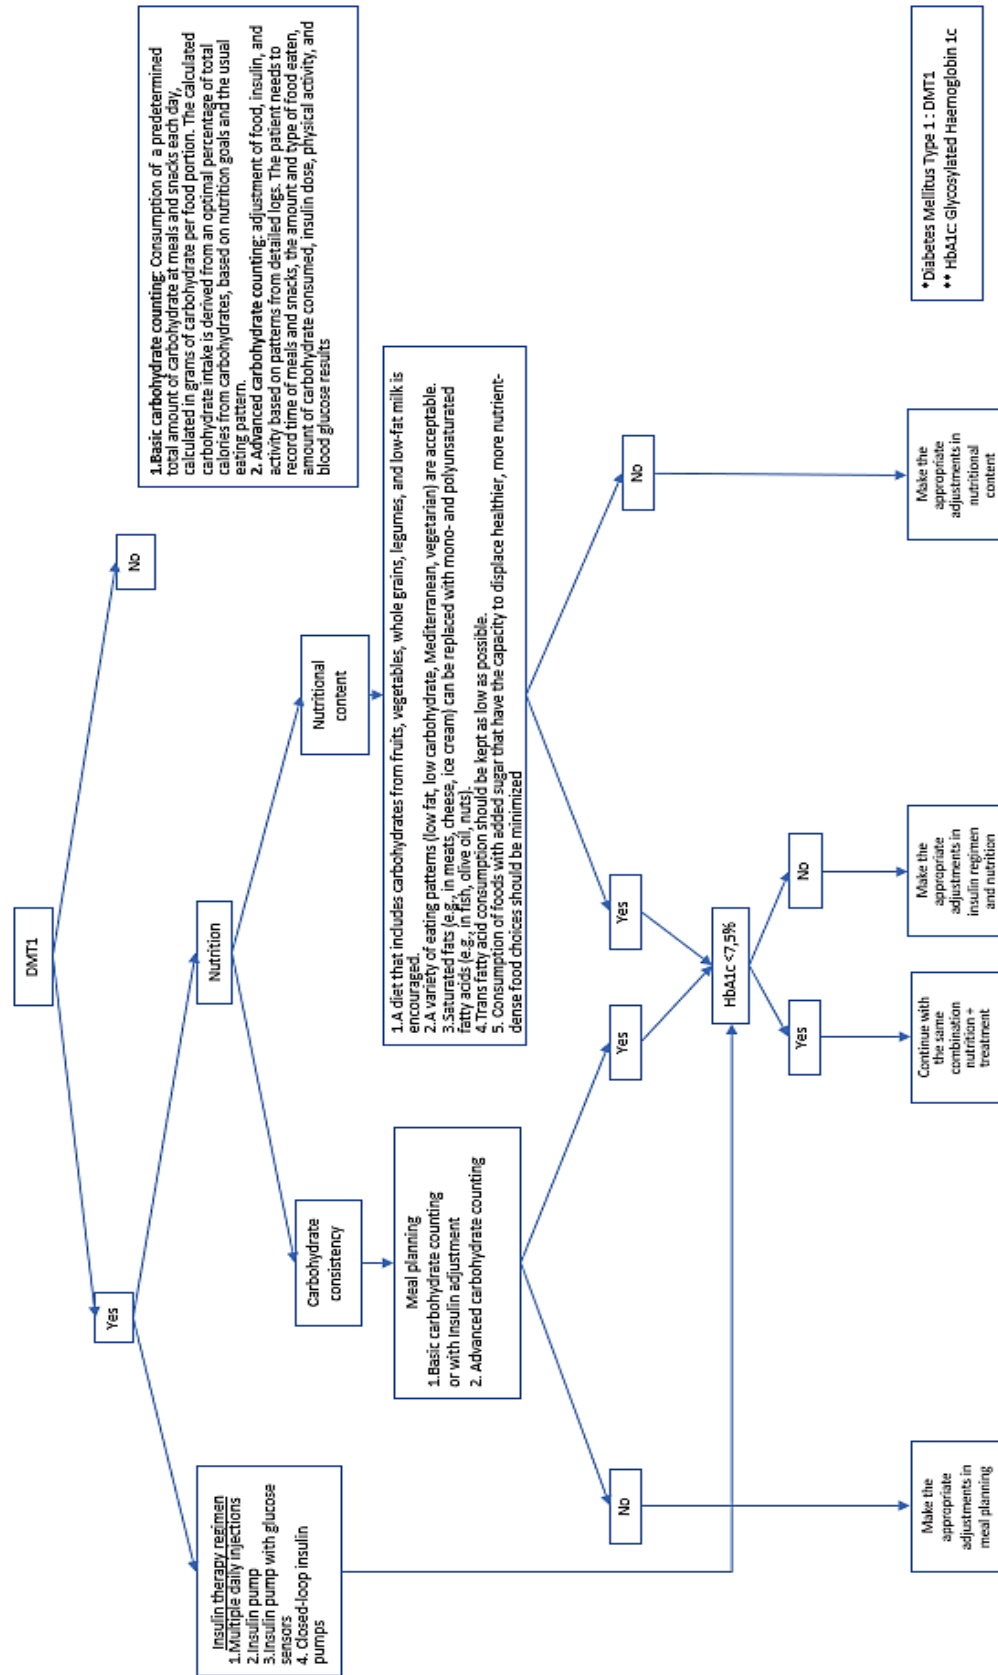 DMT1
Yes
No
Insulin therapy regimen
1.Multiple daily injections
2.Insulin pump
3.Insulin pump with glucose
sensors
4. Closed-loop insulin
pumps
Nutrition
1.Basic carbohydrate counting: Consumption of a predetermined
total amount of carbohydrate at meals and snacks each day,
calculated in grams of carbohydrate per food portion. The calculated
carbohydrate intake is derived from an optimal percentage of total
calories from carbohydrates, based on nutrition goals and the usual
eating pattern.
2. Advanced carbohydrate counting: adjustment of food, insulin, and
activity based on patterns from detailed logs. The patient needs to
record time of meals and snacks, the amount and type of food eaten,
amount of carbohydrate consumed, insulin dose, physical activity, and
blood glucose results
Carbohydrate
consistency
Nutritional
content
Meal planning
1.Basic carbohydrate counting
or with Insulin adjustment
2. Advanced carbohydrate counting
1.A diet that includes carbohydrates from fruits, vegetables, whole grains, legumes, and low-fat milk is
encouraged.
2.A variety of eating patterns (low fat, low carbohydrate, Mediterranean, vegetarian) are acceptable.
3.Saturated fats (e.g., in meats, cheese, ice cream) can be replaced with mono- and polyunsaturated
fatty acids (e.g., in fish, olive oil, nuts).
4.Trans fatty acid consumption should be kept as low as possible.
5. Consumption of foods with added sugar that have the capacity to displace healthier, more nutrient-
dense food choices should be minimized
No
Yes
Yes
No
HbA1c <7,5%
Yes
No
Make the
appropriate
adjustments in
meal planning
Continue with
the same
combination
nutrition +
treatment
Make the
appropriate
adjustments in
insulin regimen
and nutrition
Make the
appropriate
adjustments in
nutritional
content
*Diabetes Mellitus Type 1 : DMT1
** HbA1c: Glycosylated Haemoglobin 1c